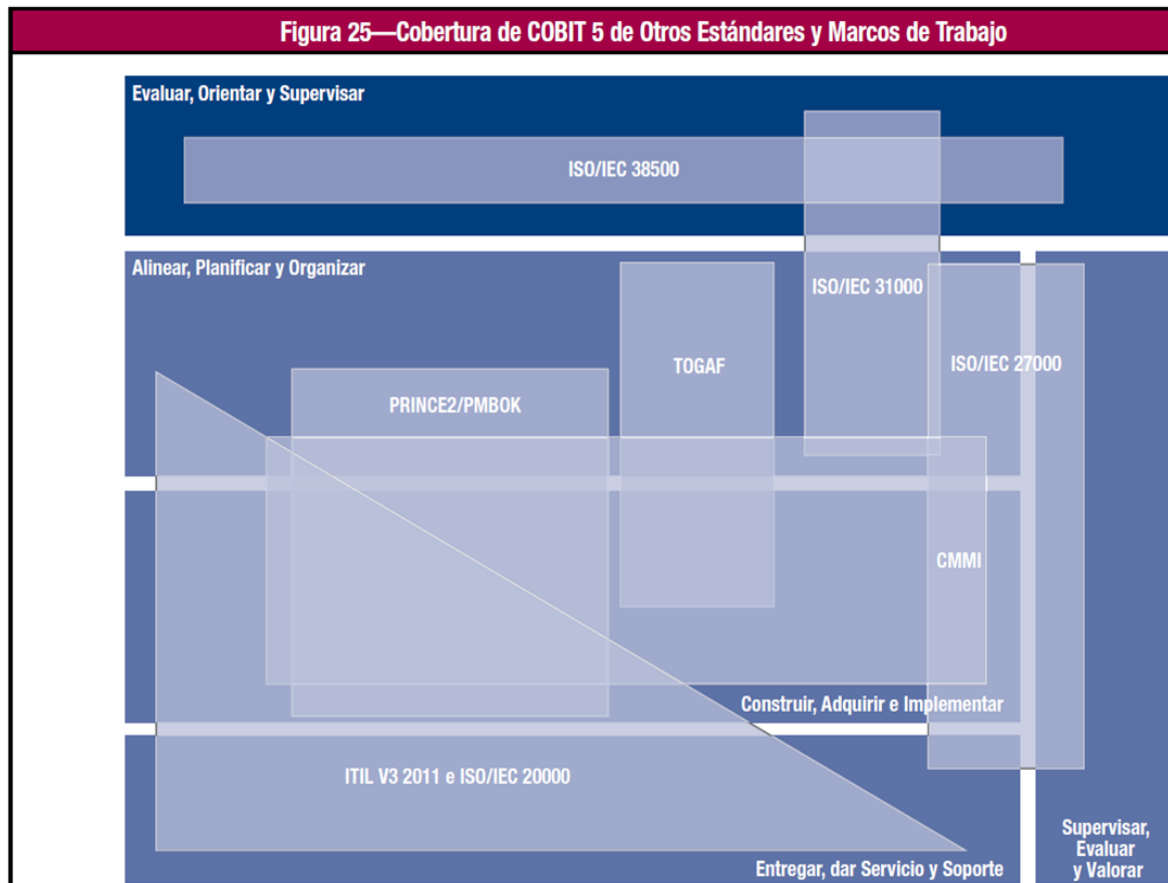 Figura 25—Cobertura de COBIT 5 de Otros Estándares y Marcos de Trabajo
Evaluar, Orientar y Supervisar
ISO/IEC 38500
Alinear, Planificar y Organizar
ISO/IEC 31000
TOGAF
ISO/IEC 27000
PRINCE2/PMBOK
CMMI
Construir, Adquirir e Implementar
ITIL V3 2011 e ISO/IEC 20000
Entregar, dar Servicio y Soporte
Supervisar,
Evaluar
y Valorar